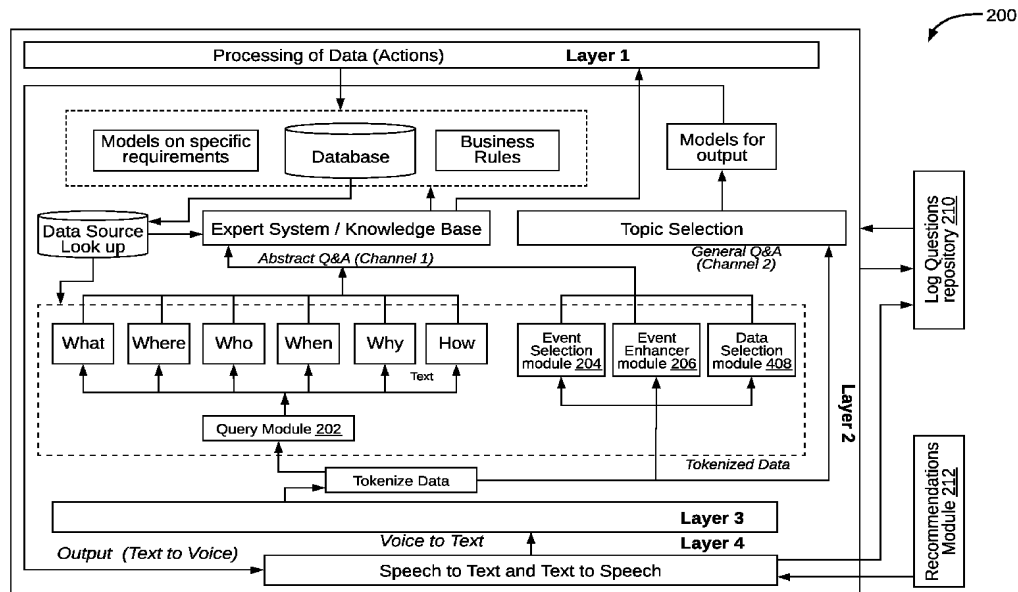 200
Processing of Data (Actions) Layer 1
Models on specific
requirements
Database
Business
Rules
Models for
output
Data Source
Look up
Expert System / Knowledge Base
Topic Selection
Abstract Q&A (Channel 1)
General Q&A
(Channel 2)
Log Questions
repository 210
What
Where
Who
When
Why
How
Text
Event
Selection
module 204
Event
Enhancer
module 206
Data
Selection
module 408
Layer 2
Query Module 202
Tokenize Data
Tokenized Data
Recommendations
Module 212
Layer 3
Output (Text to Voice)
Voice to Text
Layer 4
Speech to Text and Text to Speech